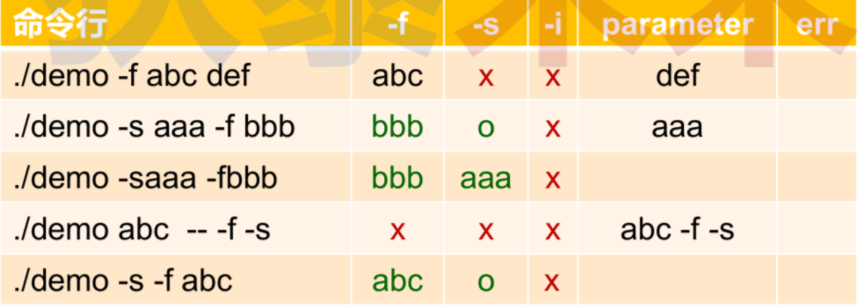 命令行 -f -s -i parameter err
./demo -f abc def abc x x def
./demo -s aaa -f bbb bbb o x aaa
./demo -saaa -fbbb bbb aaa x
./demo abc -- -f -s x x x abc -f -s
./demo -s -f abc abc o x